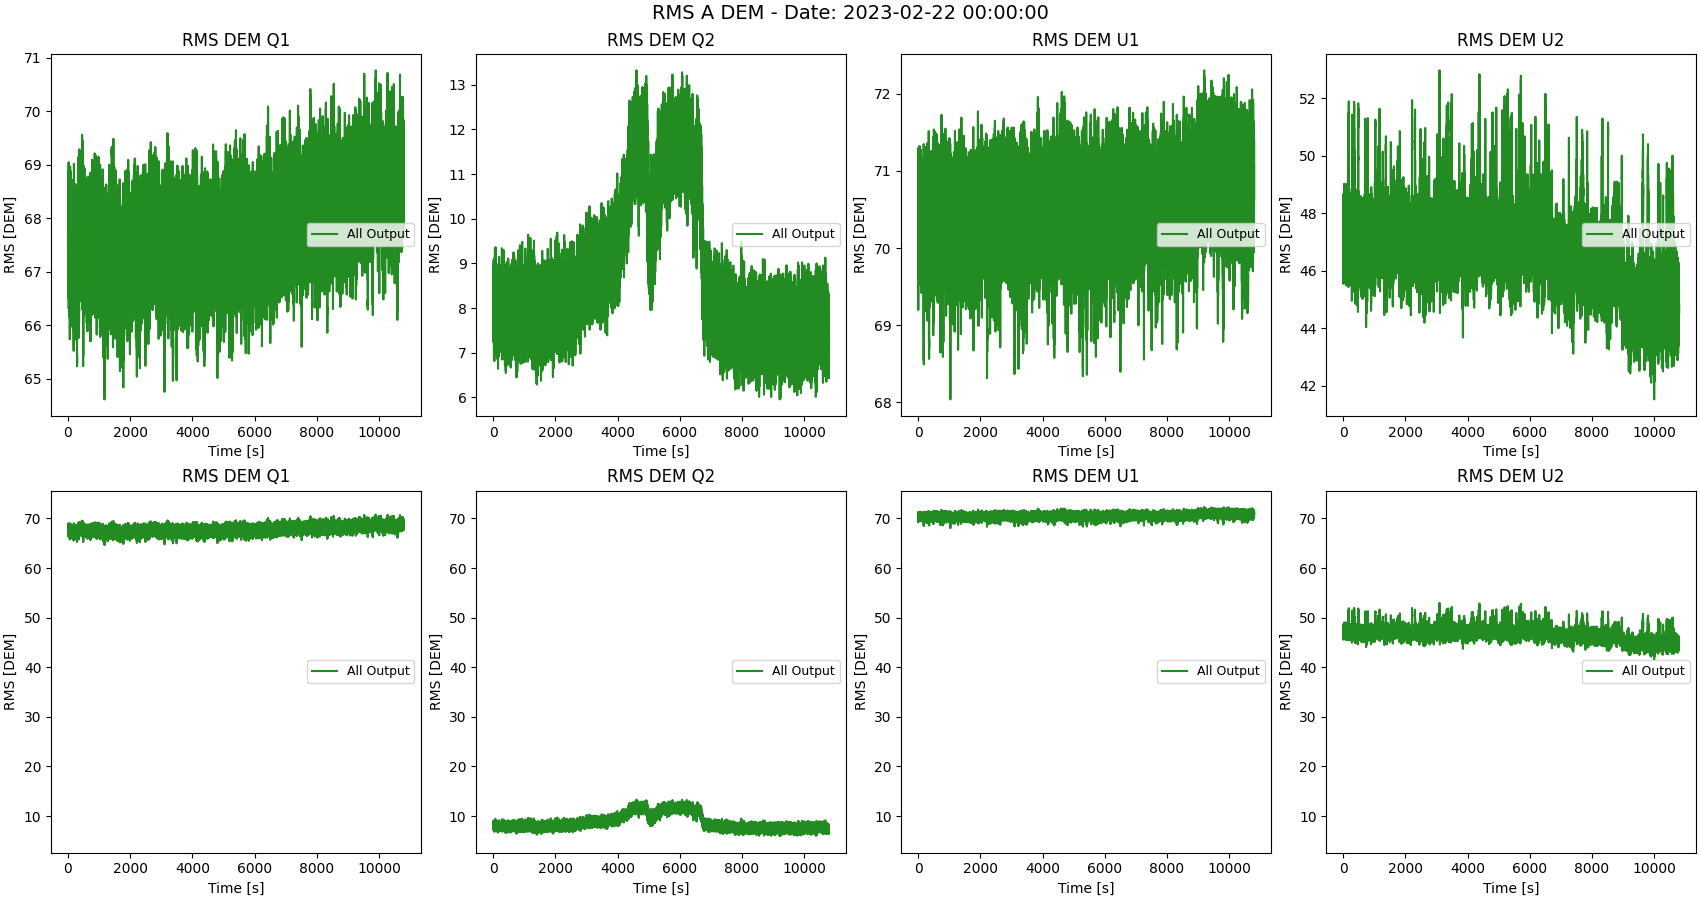 RMS A DEM - Date: 2023-02-22 00:00:00
RMS DEM Q1
RMS [DEM]
71
70
69
68
67
66
65
0 2000 4000 6000 8000 10000
Time [s]
All Output
RMS DEM Q2
RMS [DEM]
13
12
11
10
9
8
7
6
0 2000 4000 6000 8000 10000
Time [s]
All Output
RMS DEM U1
RMS [DEM]
72
71
70
69
68
0 2000 4000 6000 8000 10000
Time [s]
All Output
RMS DEM U2
RMS [DEM]
52
50
48
46
44
42
0 2000 4000 6000 8000 10000
Time [s]
All Output
RMS DEM Q1
RMS [DEM]
70
60
50
40
30
20
10
0 2000 4000 6000 8000 10000
Time [s]
All Output
RMS DEM Q2
RMS [DEM]
70
60
50
40
30
20
10
0 2000 4000 6000 8000 10000
Time [s]
All Output
RMS DEM U1
RMS [DEM]
70
60
50
40
30
20
10
0 2000 4000 6000 8000 10000
Time [s]
All Output
RMS DEM U2
RMS [DEM]
70
60
50
40
30
20
10
0 2000 4000 6000 8000 10000
Time [s]
All Output